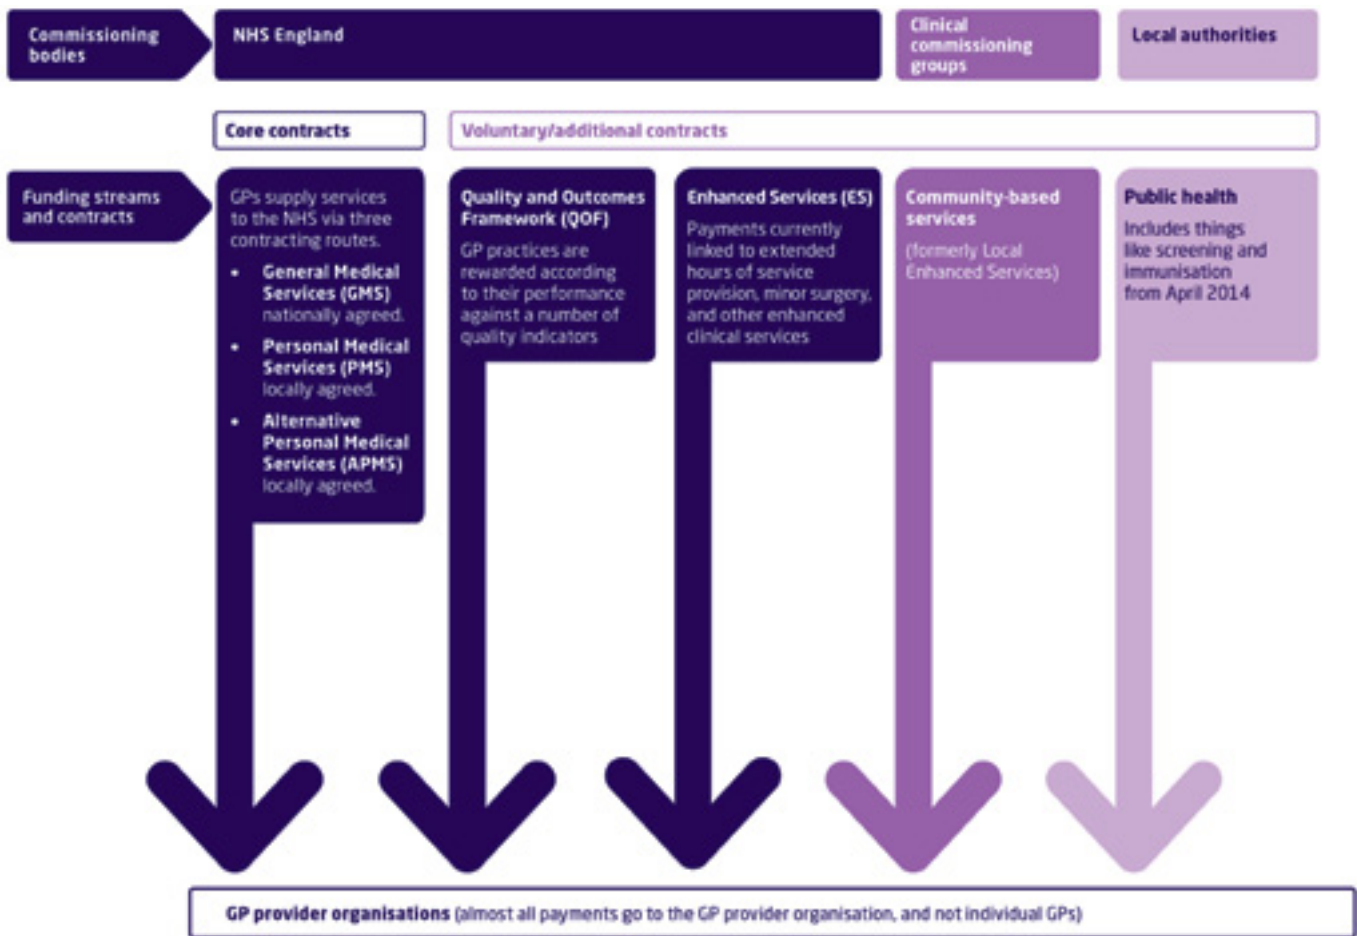 Commissioning
bodies
NHS England
Clinical
commissioning
groups
Local authorities
Core contracts
Voluntary/additional contracts
Funding streams
and contracts
GPs supply services
to the NHS via three
contracting routes.
• General Medical
Services (GMS)
nationally agreed.
• Personal Medical
Services (PMS)
locally agreed.
• Alternative
Personal Medical
Services (APMS)
locally agreed.
Quality and Outcomes
Framework (QOF)
GP practices are
rewarded according
to their performance
against a number of
quality indicators
Enhanced Services (ES)
Payments currently
linked to extended
hours of service
provision, minor surgery,
and other enhanced
clinical services
Community-based
services
(formerly Local
Enhanced Services)
Public health
Includes things
like screening and
immunisation
from April 2014
GP provider organisations (almost all payments go to the GP provider organisation, and not individual GPs)